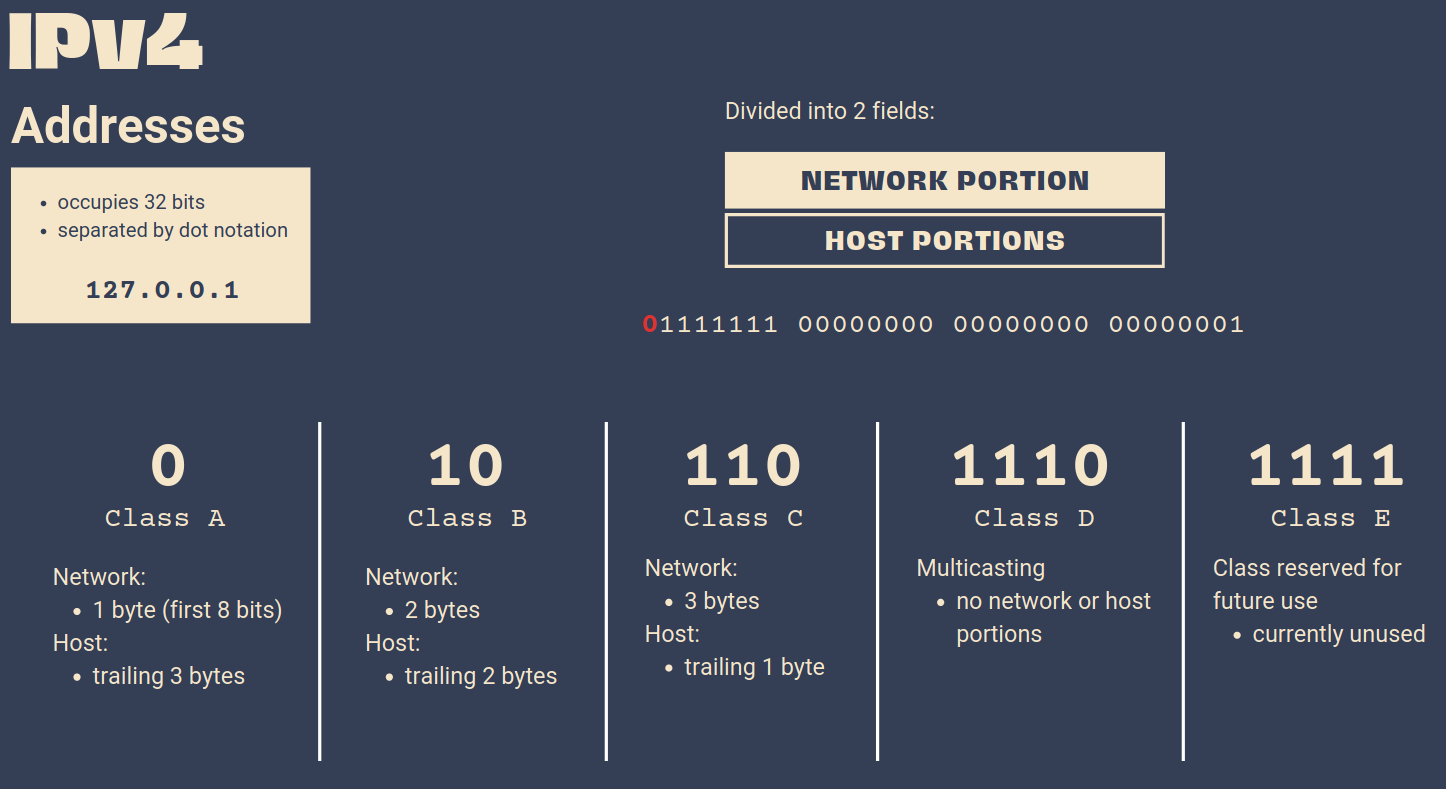 IPv4
Addresses
• occupies 32 bits
• separated by dot notation
127.0.0.1
Divided into 2 fields:
NETWORK PORTION
HOST PORTIONS
01111111 00000000 00000000 00000001
0
Class A
Network:
• 1 byte (first 8 bits)
Host:
• trailing 3 bytes
10
Class B
Network:
• 2 bytes
Host:
• trailing 2 bytes
110
Class C
Network:
• 3 bytes
Host:
• trailing 1 byte
1110
Class D
Multicasting
• no network or host
portions
1111
Class E
Class reserved for
future use
• currently unused